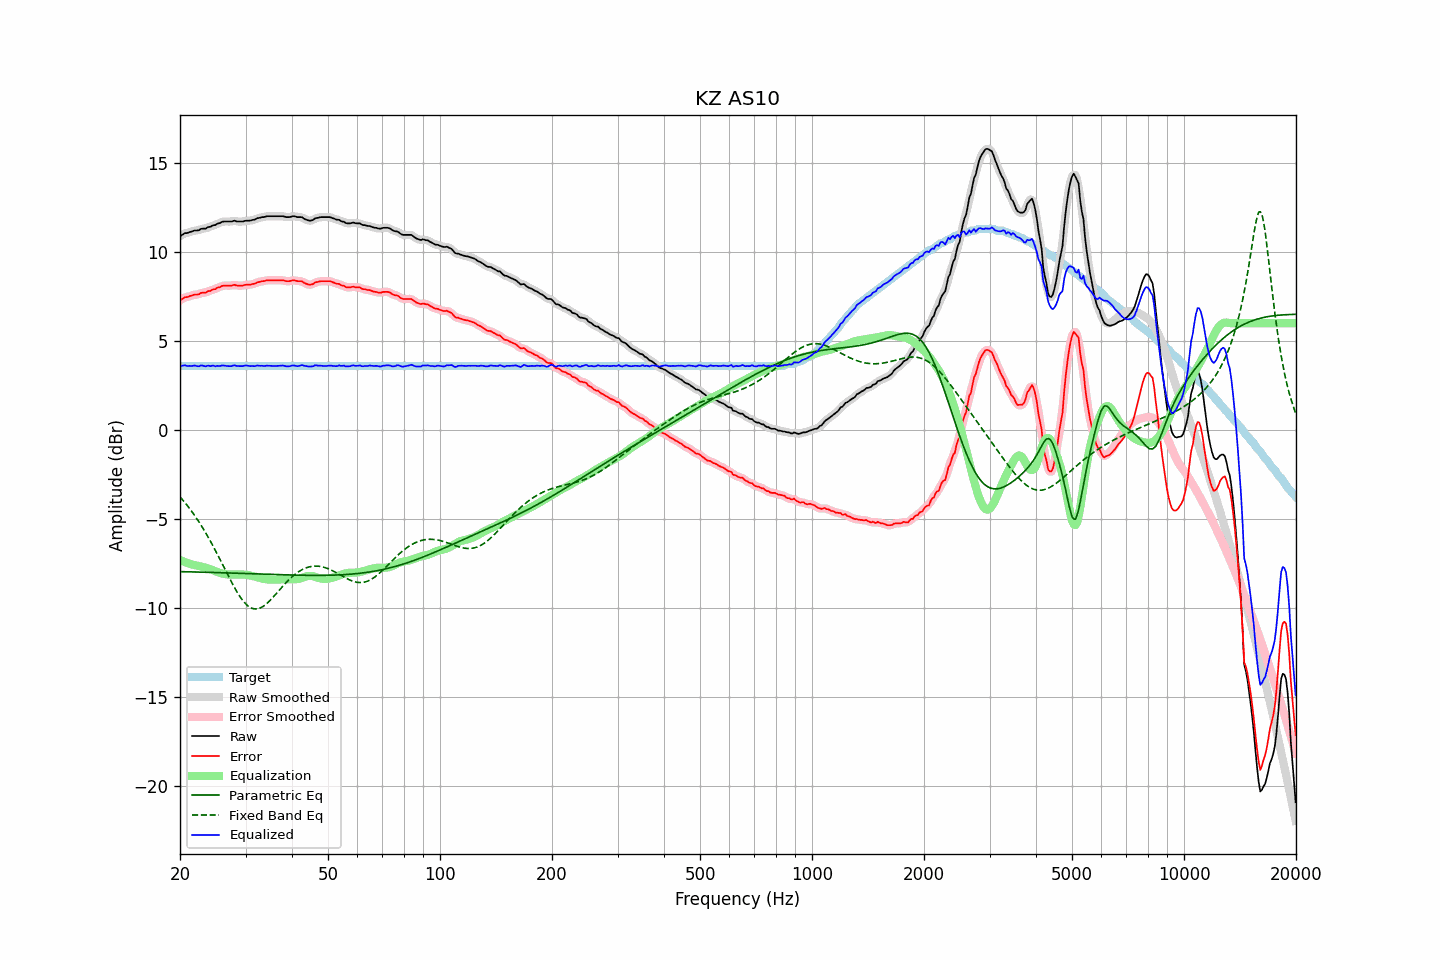 KZ AS10
Amplitude (dBr)
15
10
5
0
−5
−10
−15
−20
Target
Raw Smoothed
Error Smoothed
Raw
Error
Equalization
Parametric Eq
Fixed Band Eq
Equalized
20 50 100 200 500 1000 2000 5000 10000 20000
Frequency (Hz)